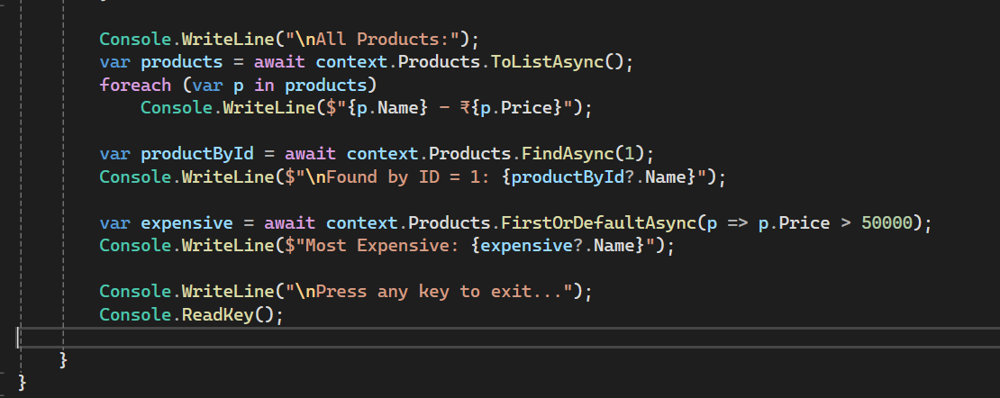 Console.WriteLine("\nAll Products:");
var products = await context.Products.ToListAsync();
foreach (var p in products)
Console.WriteLine($"{p.Name} - ₹{p.Price}");
var productById = await context.Products.FindAsync(1);
Console.WriteLine($"\nFound by ID = 1: {productById?.Name}");
var expensive = await context.Products.FirstOrDefaultAsync(p => p.Price > 50000);
Console.WriteLine($"Most Expensive: {expensive?.Name}");
Console.WriteLine("\nPress any key to exit...");
Console.ReadKey();
}
}